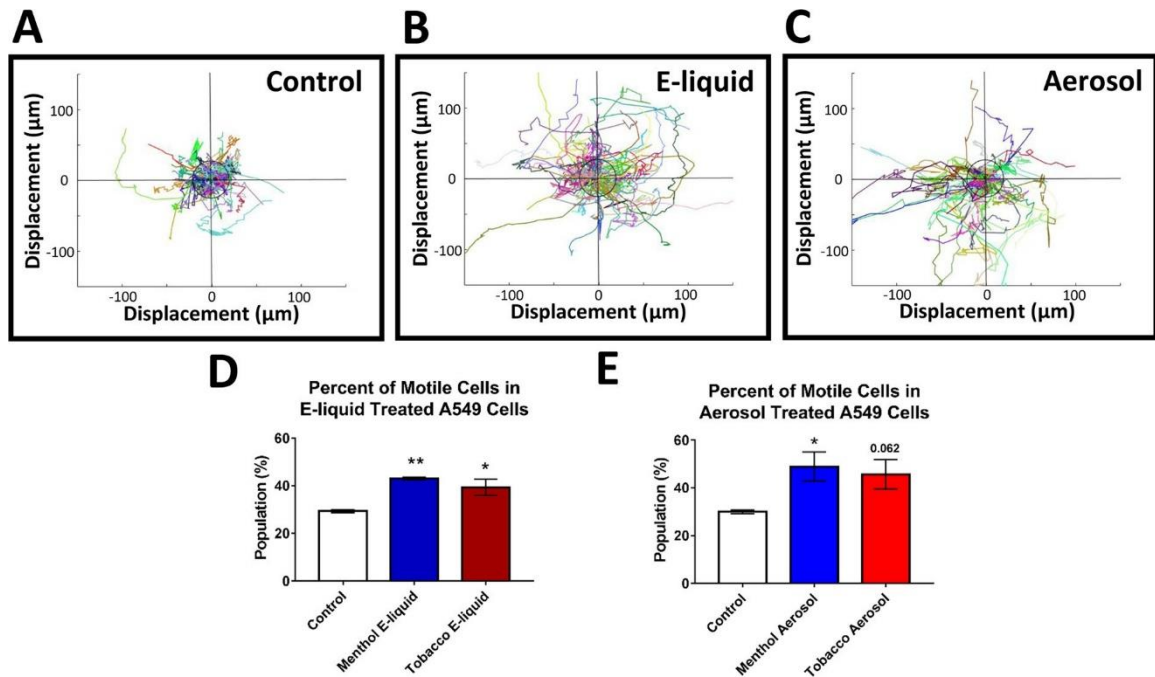 A
Control
Displacement (µm)
100
0
-100
-100
0
100
Displacement (µm)
B
E-liquid
Displacement (µm)
100
0
-100
-100
0
100
Displacement (µm)
C
Aerosol
Displacement (µm)
100
0
-100
-100
0
100
Displacement (µm)
D
Percent of Motile Cells in
E-liquid Treated A549 Cells
Population (%)
60
40
20
0
**
*
Control
Menthol E-liquid
Tobacco E-liquid
E
Percent of Motile Cells in
Aerosol Treated A549 Cells
Population (%)
60
40
20
0
*
0.062
Control
Menthol Aerosol
Tobacco Aerosol